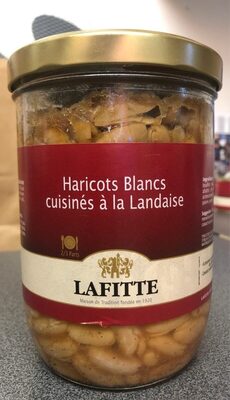 Haricots Blancs
cuisinés à la Landaise
2/3 Parts
LAFITTE
Maison de Tradition fondée en 1920